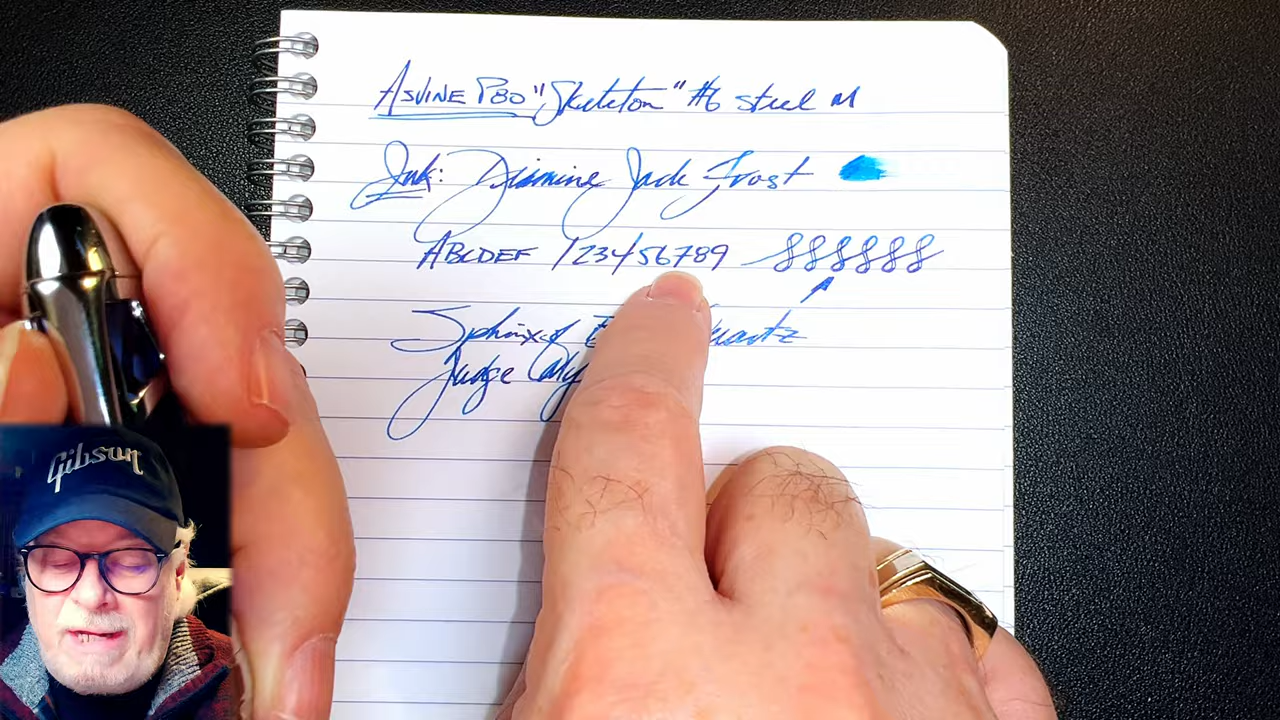 Asvine P80 "Skeleton" #6 steel M
Ink: Diamine Jack Frost
ABCDEF 123456789 888888
Sphinx of Quartz
Judge
Gibson